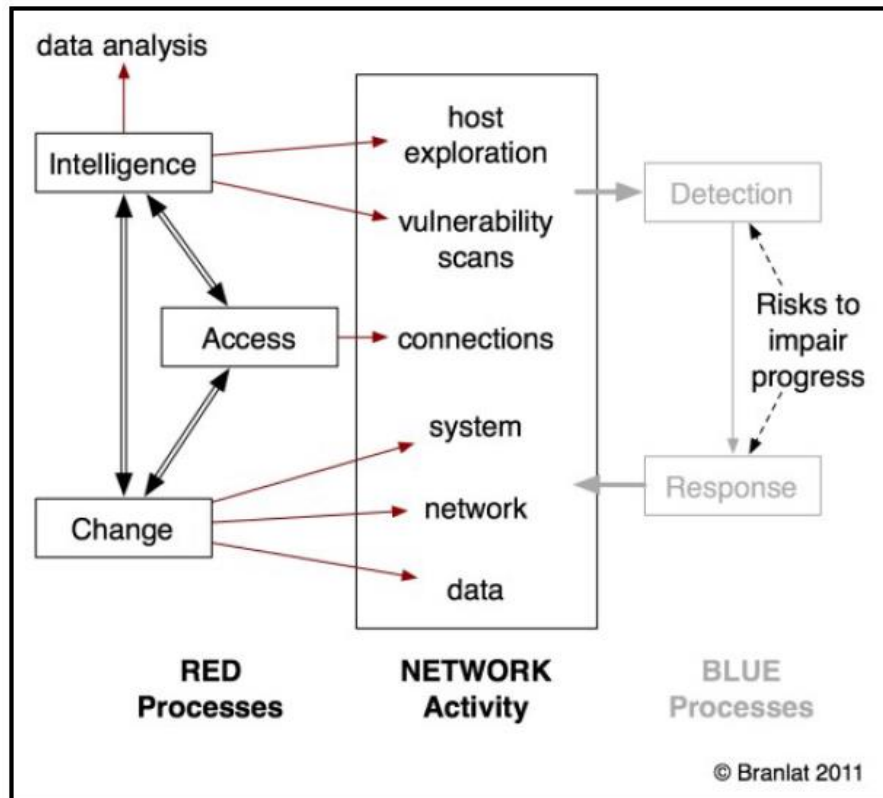 data analysis
Intelligence
Access
Change
host
exploration
vulnerability
scans
connections
system
network
data
Detection
Risks to
impair
progress
Response
RED
Processes
NETWORK
Activity
BLUE
Processes
© Branlat 2011